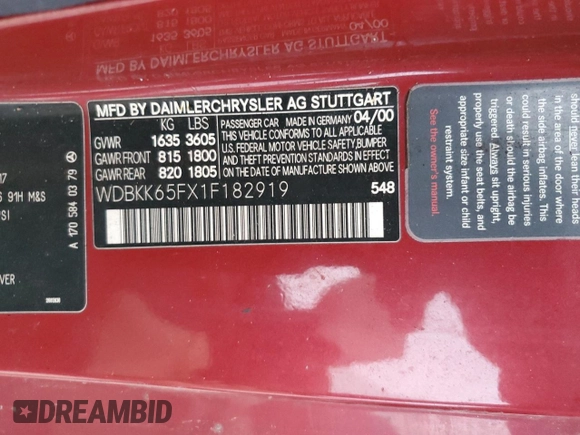 MFD BY DAIMLERCHRYSLER AG STUTTGART
KG LBS
GVWR 1635 3605
GAWR FRONT 815 1800
GAWR REAR 820 1805
PASSENGER CAR MADE IN GERMANY 04/00
THIS VEHICLE CONFORMS TO ALL APPLICABLE
U.S. FEDERAL MOTOR VEHICLE SAFETY,BUMPER
AND THEFT PREVENTION STANDARDS IN EFFECT
ON THE DATE OF MANUFACTURE SHOWN ABOVE
WDBKK65FX1F182919
548
91H M&S
A 170 584 03 79
should never lean their heads
in the area of the door where
the side airbag inflates. This
could result in serious injuries
or death should the airbag be
triggered. Always sit upright,
properly use the seat belts, and
appropriate size infant or child
restraint system.
DREAMBID